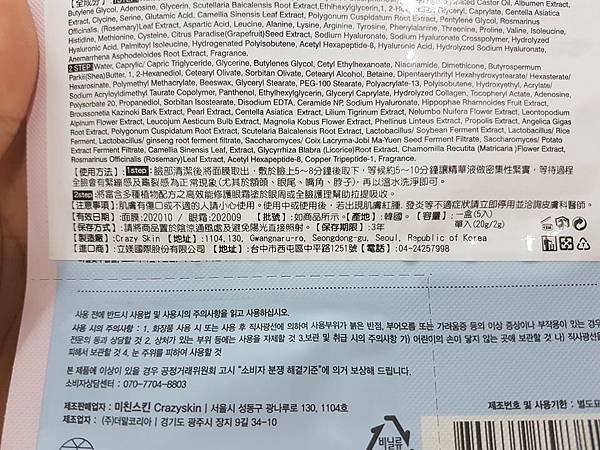 【全成分】
Castor Oil, Albumen Extract,
Butylene Glycol, Adenosine, Glycerin, Scutellaria Baicalensis Root Extract, Ethylhexylglycerin,
Extract, Glycine, Serine, Glutamic Acid, Camellia Sinensis Leaf Extract, Polygonum Cuspidatum Root Extract, Pentylene Glycol, Rosmarinus
Officinalis (Rosemary) Leaf Extract, Aspartic Acid, Leucine, Alanine, Lysine, Arginine, Tyrosine, Phenylalanine, Threonine, Proline, Valine, Isoleucine,
Histidine, Methionine, Cysteine, Citrus Paradisi(Grapefruit)Seed Extract, Sodium Hyaluronate, Sodium Hyaluronate Crosspolymer, Hydrolyzed
Hyaluronic Acid, Palmitoyl Isoleucine, Hydrogenated Polyisobutene, Acetyl Hexapeptide-8, Hyaluronic Acid, Hydrolyzed Sodium Hyaluronate,
Anemarrhena Asphodeloides Root Extract, Fragrance.
2 STEP Water, Caprylic/ Capric Triglyceride, Glycerin, Butylenes Glycol, Cetyl Ethylhexanoate, Niacinamide, Dimethicone, Butyrospermum
Parkii(Shea)Butter, 1, 2-Hexanediol, Cetearyl Olivate, Sorbitan Olivate, Cetearyl Alcohol, Betaine, Dipentaerythrityl Hexahydroxystearate/ Hexasterate/
Hexarosinate, Polymethyl Methacrylate, Beeswax, Glyceryl Stearate, PEG-100 Stearate, Polyglycerate-13, Polyisobutene, Hydroxyethyl, Acrylate/
Sodium Acryloyldimethyl Taurate Copolymer, Panthenol, Ethylhexylglycerin, Glyceryl Caprylate, Hydrolyzed Collagen, Tocopheryl Acetate, Adenosine,
Polysorbate 20, Propanediol, Sorbitan Isostearate, Disodium EDTA, Ceramide NP, Sodium Hyaluronate, Hippophae Rhamnoides Fruit Extract,
Broussonetia Kazinoki Bark Extract, Pearl Extract, Centella Asiatica Extract, Lilium Tigrinum Extract, Nelumbo Nucifera Flower Extract, Leontopodium
Alpinum Flower Extract, Leucojum Aestivum Bulb Extract, Magnolia Kobus Flower Extract, Phellinus Linteus Extract, Propolis Extract, Angelica Gigas
Root Extract, Polygonum Cuspidatum Root Extract, Scutellaria Baicalensis Root Extract, Lactobacillus/ Soybean Ferment Extract, Lactobacillus/ Rice
Ferment, Lactobacillus/ ginseng root ferment filtrate, Saccharomyces/ Coix Lacryma-Jobi Ma-Yuen Seed Ferment Filtrate, Saccharomyces/ Potato
Extract Ferment Filtrate, Camellia Sinensis Leaf, Extract, Glycyrrhiza Blabra (Licorice)Root Extract, Chamomilla Recutita (Matricaria )Flower Extract,
Rosmarinus Officinalis (Rosemary)Leaf Extract, Acetyl Hexapeptide-8, Copper Tripeptide-1, Fragrance.
【使用方法】:1step:臉部清潔後將面膜取出，敷於臉上5~8分鐘後取下，等候約5~10分鐘讓精華液做密集性緊實，等待過程
全臉會有緊繃感及龜裂感為正常現象(尤其於額頭、眼尾、嘴角、脖子)，再以溫水洗淨即可。
2step:將富含多種植物配方之高效能修護眼霜塗於眼周或全臉護理幫助拉提吸收。
【注意事項】:肌膚有傷口或不適的人請小心使用。使用中或使用後，若出現肌膚紅腫，發炎等不適症狀請立即停用並洽詢皮膚科醫師。
【有效日期】:面膜:202010 / 眼霜:202009 【批號】:如商品所示。【產地】:韓國。【容量】:一盒(5入)
【保存方式】:請將商品置於陰涼通風處及避免陽光直接照射。【保存期限】:3年 單入(20g/2g)
【製造廠】:Crazy Skin 【地址】:1104,130, Gwangnaru-ro, Seongdong-gu, Seoul, Republic of Korea
【進口商】:立媄國際股份有限公司 【地址】:台中市西屯區中平路1251號【電話】:04-24257998
사용 전에 반드시 사용법 및 사용시의 주의사항을 읽고 사용하십시오.
사용 시의 주의사항 : 1. 화장품 사용 시 또는 사용 후 직사광선에 의하여 사용부위가 붉은 반점, 부어오름 또는 가려움증 등의 이상 증상이나 부작용이 있는 경우
전문의 등과 상담할 것 2. 상처가 있는 부위 등에는 사용을 자제할 것 3.보관 및 취급 시의 주의사항 가) 어린이의 손이 닿지 않는 곳에 보관할 것 나) 직사광선을
피해서 보관할 것 4. 눈 주위를 피하여 사용할 것
본 제품에 이상이 있을 경우 공정거래위원회 고시 "소비자 분쟁 해결기준"에 의거 보상해 드립니다.
소비자상담센터 : 070-7704-8803
제조판매업자 : 미친스킨 Crazyskin | 서울시 성동구 광나루로 130, 1104호
제조번호 및 사용기한 : 별도표
제조업자 : (주)더말코리아 | 경기도 광주시 장지 9길 34-10
비닐류